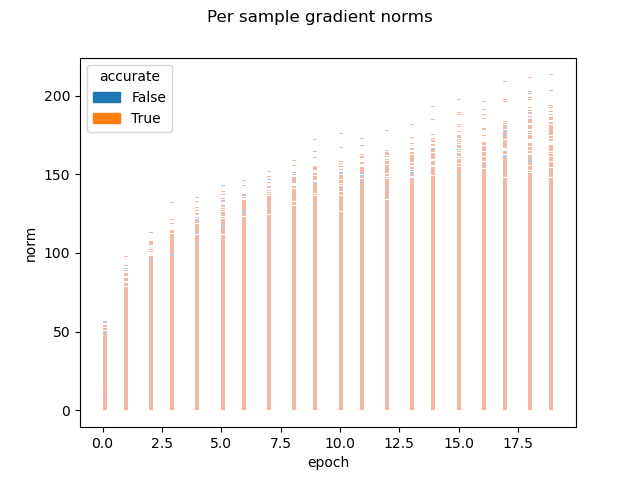 Per sample gradient norms
accurate
False
True
norm
200
150
100
50
0
0.0 2.5 5.0 7.5 10.0 12.5 15.0 17.5
epoch